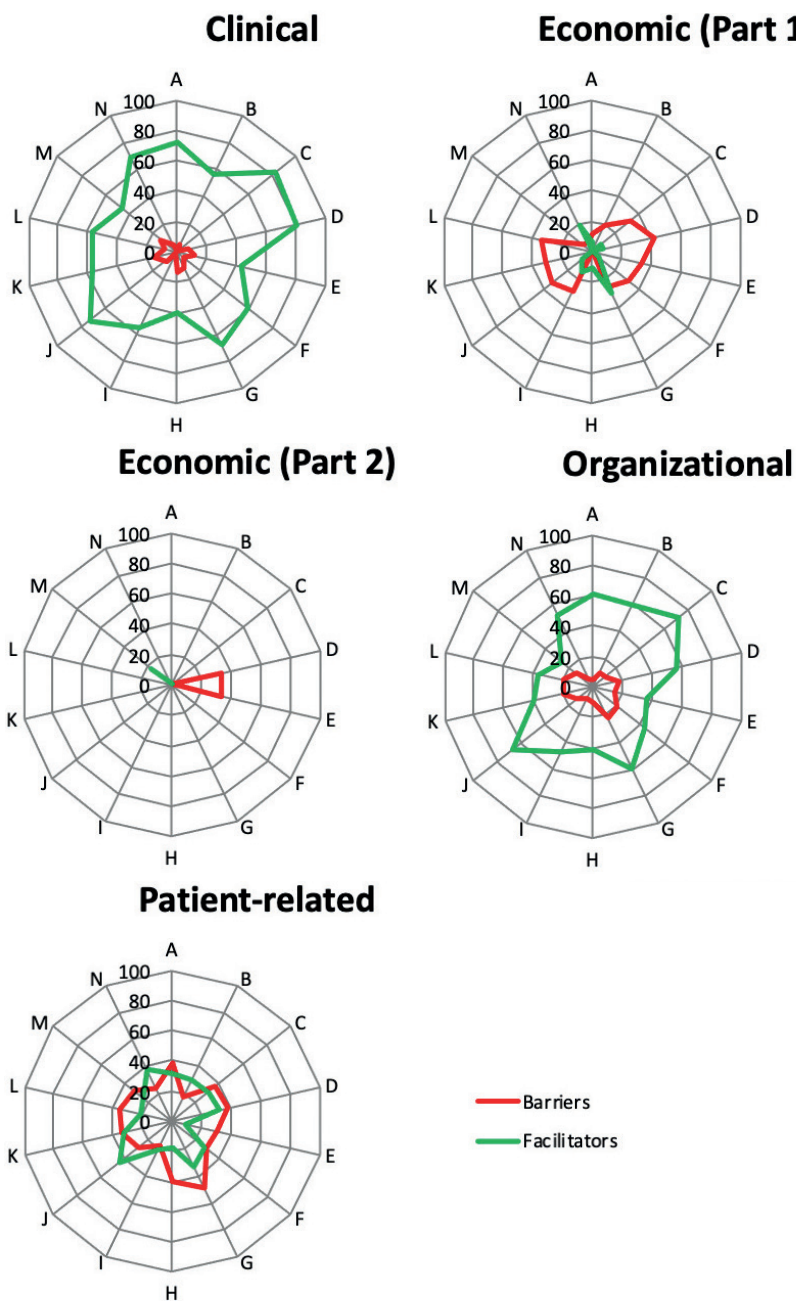 Clinical
A
B
C
D
E
F
G
H
I
J
K
L
M
N
100
80
60
40
20
0
Economic (Part 1
A
B
C
D
E
F
G
H
I
J
K
L
M
N
100
80
60
40
20
0
Economic (Part 2)
A
B
C
D
E
F
G
H
I
J
K
L
M
N
100
80
60
40
20
0
Organizational
A
B
C
D
E
F
G
H
I
J
K
L
M
N
100
80
60
40
20
0
Patient-related
A
B
C
D
E
F
G
H
I
J
K
L
M
N
100
80
60
40
20
0
Barriers
Facilitators